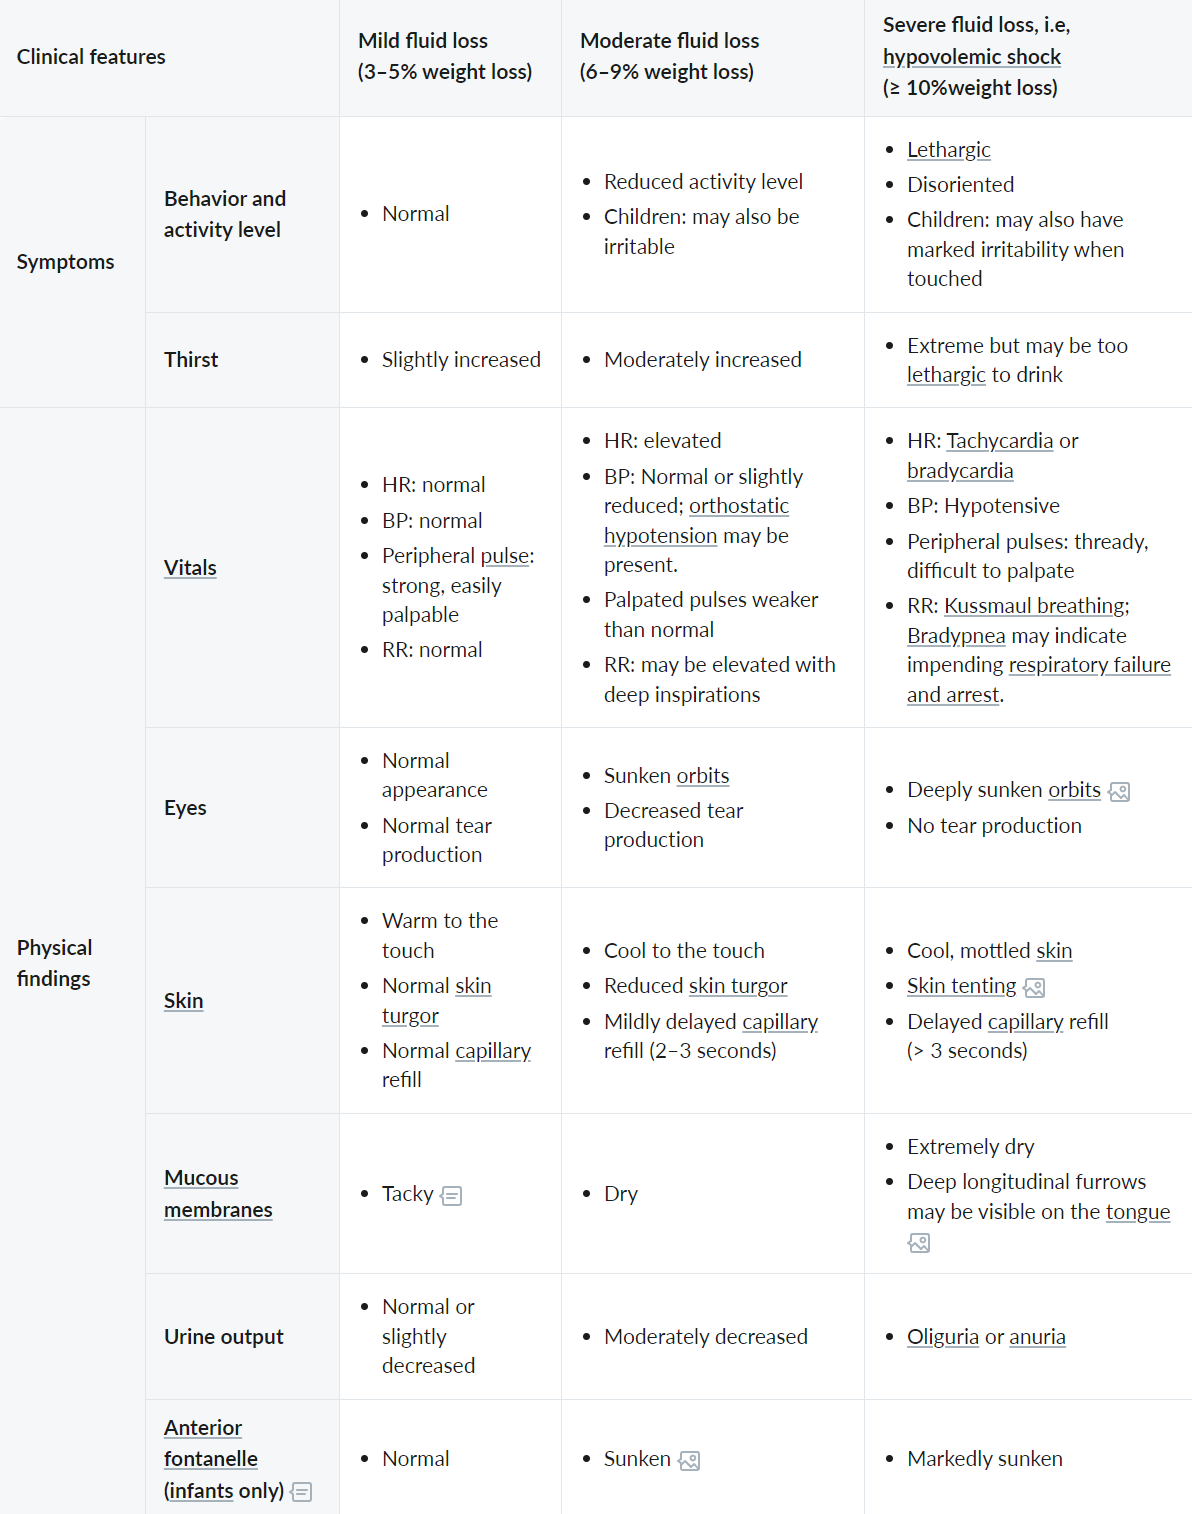 Clinical features
Mild fluid loss
(3–5% weight loss)
Moderate fluid loss
(6–9% weight loss)
Severe fluid loss, i.e,
hypovolemic shock
(≥ 10%weight loss)
Symptoms
Behavior and
activity level
• Normal
• Reduced activity level
• Children: may also be
irritable
• Lethargic
• Disoriented
• Children: may also have
marked irritability when
touched
Thirst
• Slightly increased
• Moderately increased
• Extreme but may be too
lethargic to drink
Physical
findings
Vitals
• HR: normal
• BP: normal
• Peripheral pulse:
strong, easily
palpable
• RR: normal
• HR: elevated
• BP: Normal or slightly
reduced; orthostatic
hypotension may be
present.
• Palpated pulses weaker
than normal
• RR: may be elevated with
deep inspirations
• HR: Tachycardia or
bradycardia
• BP: Hypotensive
• Peripheral pulses: thready,
difficult to palpate
• RR: Kussmaul breathing;
Bradypnea may indicate
impending respiratory failure
and arrest.
Eyes
• Normal
appearance
• Normal tear
production
• Sunken orbits
• Decreased tear
production
• Deeply sunken orbits
• No tear production
Skin
• Warm to the
touch
• Normal skin
turgor
• Normal capillary
refill
• Cool to the touch
• Reduced skin turgor
• Mildly delayed capillary
refill (2–3 seconds)
• Cool, mottled skin
• Skin tenting
• Delayed capillary refill
(> 3 seconds)
Mucous
membranes
• Tacky
• Dry
• Extremely dry
• Deep longitudinal furrows
may be visible on the tongue
Urine output
• Normal or
slightly
decreased
• Moderately decreased
• Oliguria or anuria
Anterior
fontanelle
(infants only)
• Normal
• Sunken
• Markedly sunken